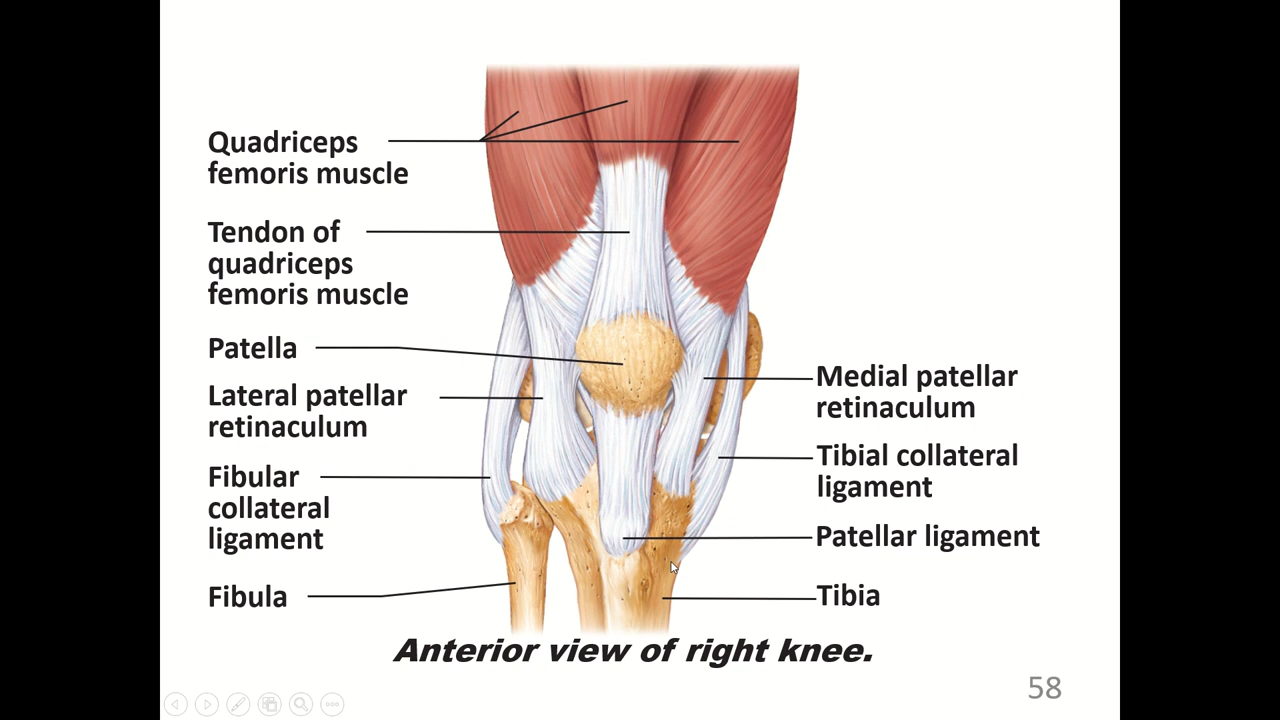 Quadriceps
femoris muscle
Tendon of
quadriceps
femoris muscle
Patella
Lateral patellar
retinaculum
Fibular
collateral
ligament
Fibula
Medial patellar
retinaculum
Tibial collateral
ligament
Patellar ligament
Tibia
Anterior view of right knee.
58